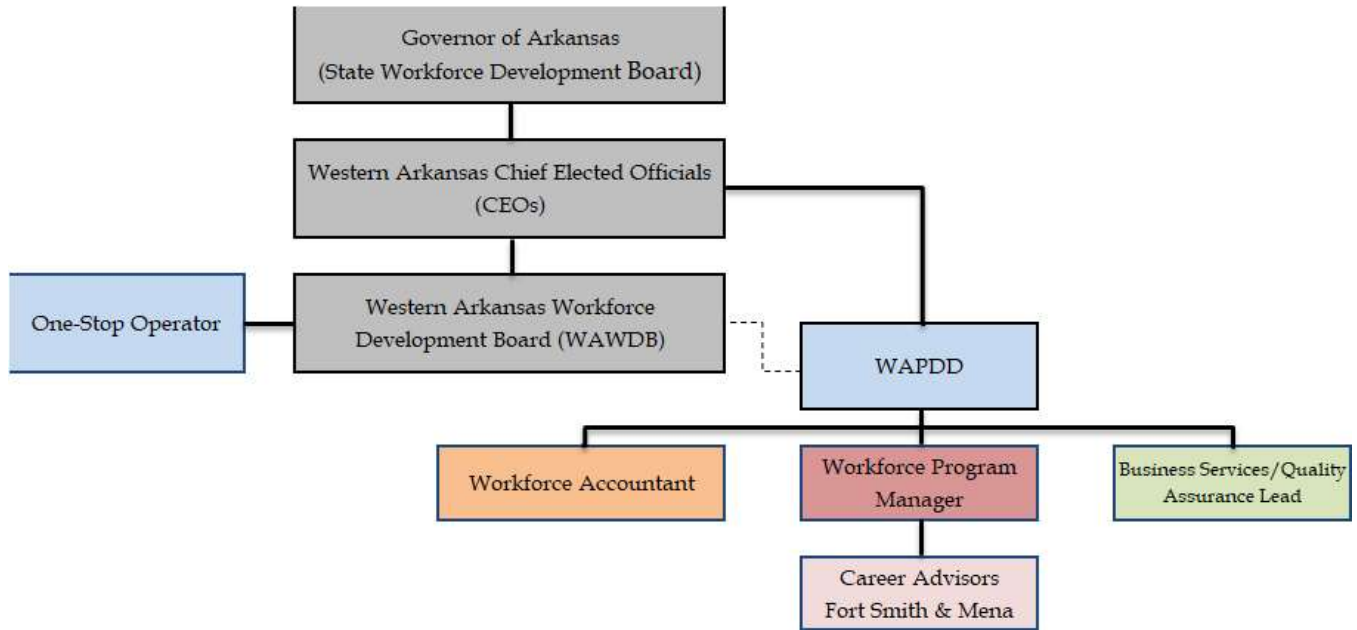 Governor of Arkansas
(State Workforce Development Board)
Western Arkansas Chief Elected Officials
(CEOs)
One-Stop Operator
Western Arkansas Workforce
Development Board (WAWDB)
WAPDD
Workforce Accountant
Workforce Program
Manager
Business Services/Quality
Assurance Lead
Career Advisors
Fort Smith & Mena